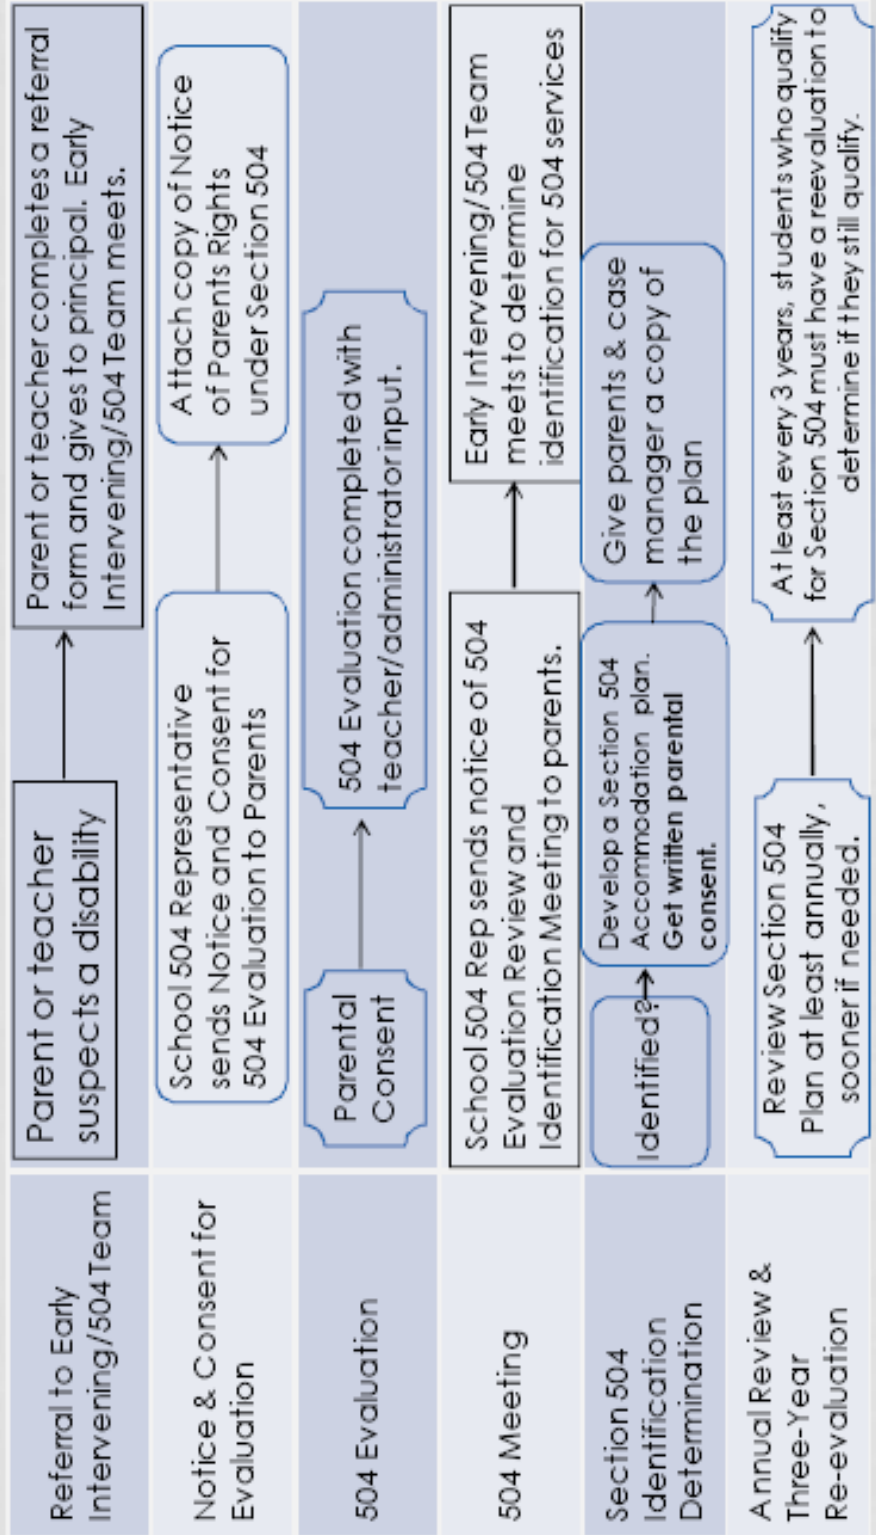 Referral to Early
Intervening/504 Team
Parent or teacher
suspects a disability
Parent or teacher completes a referral
form and gives to principal. Early
Intervening/504 Team meets.
Notice & Consent for
Evaluation
School 504 Representative
sends Notice and Consent for
504 Evaluation to Parents
Attach copy of Notice
of Parents Rights
under Section 504
504 Evaluation
Parental
Consent
504 Evaluation completed with
teacher/administrator input.
504 Meeting
School 504 Rep sends notice of 504
Evaluation Review and
Identification Meeting to parents.
Early Intervening/504 Team
meets to determine
identification for 504 services
Section 504
Identification
Determination
Identified?
Develop a Section 504
Accommodation plan.
Get written parental
consent.
Give parents & case
manager a copy of
the plan
Annual Review &
Three-Year
Re-evaluation
Review Section 504
Plan at least annually,
sooner if needed.
At least every 3 years, students who qualify
for Section 504 must have a reevaluation to
determine if they still qualify.